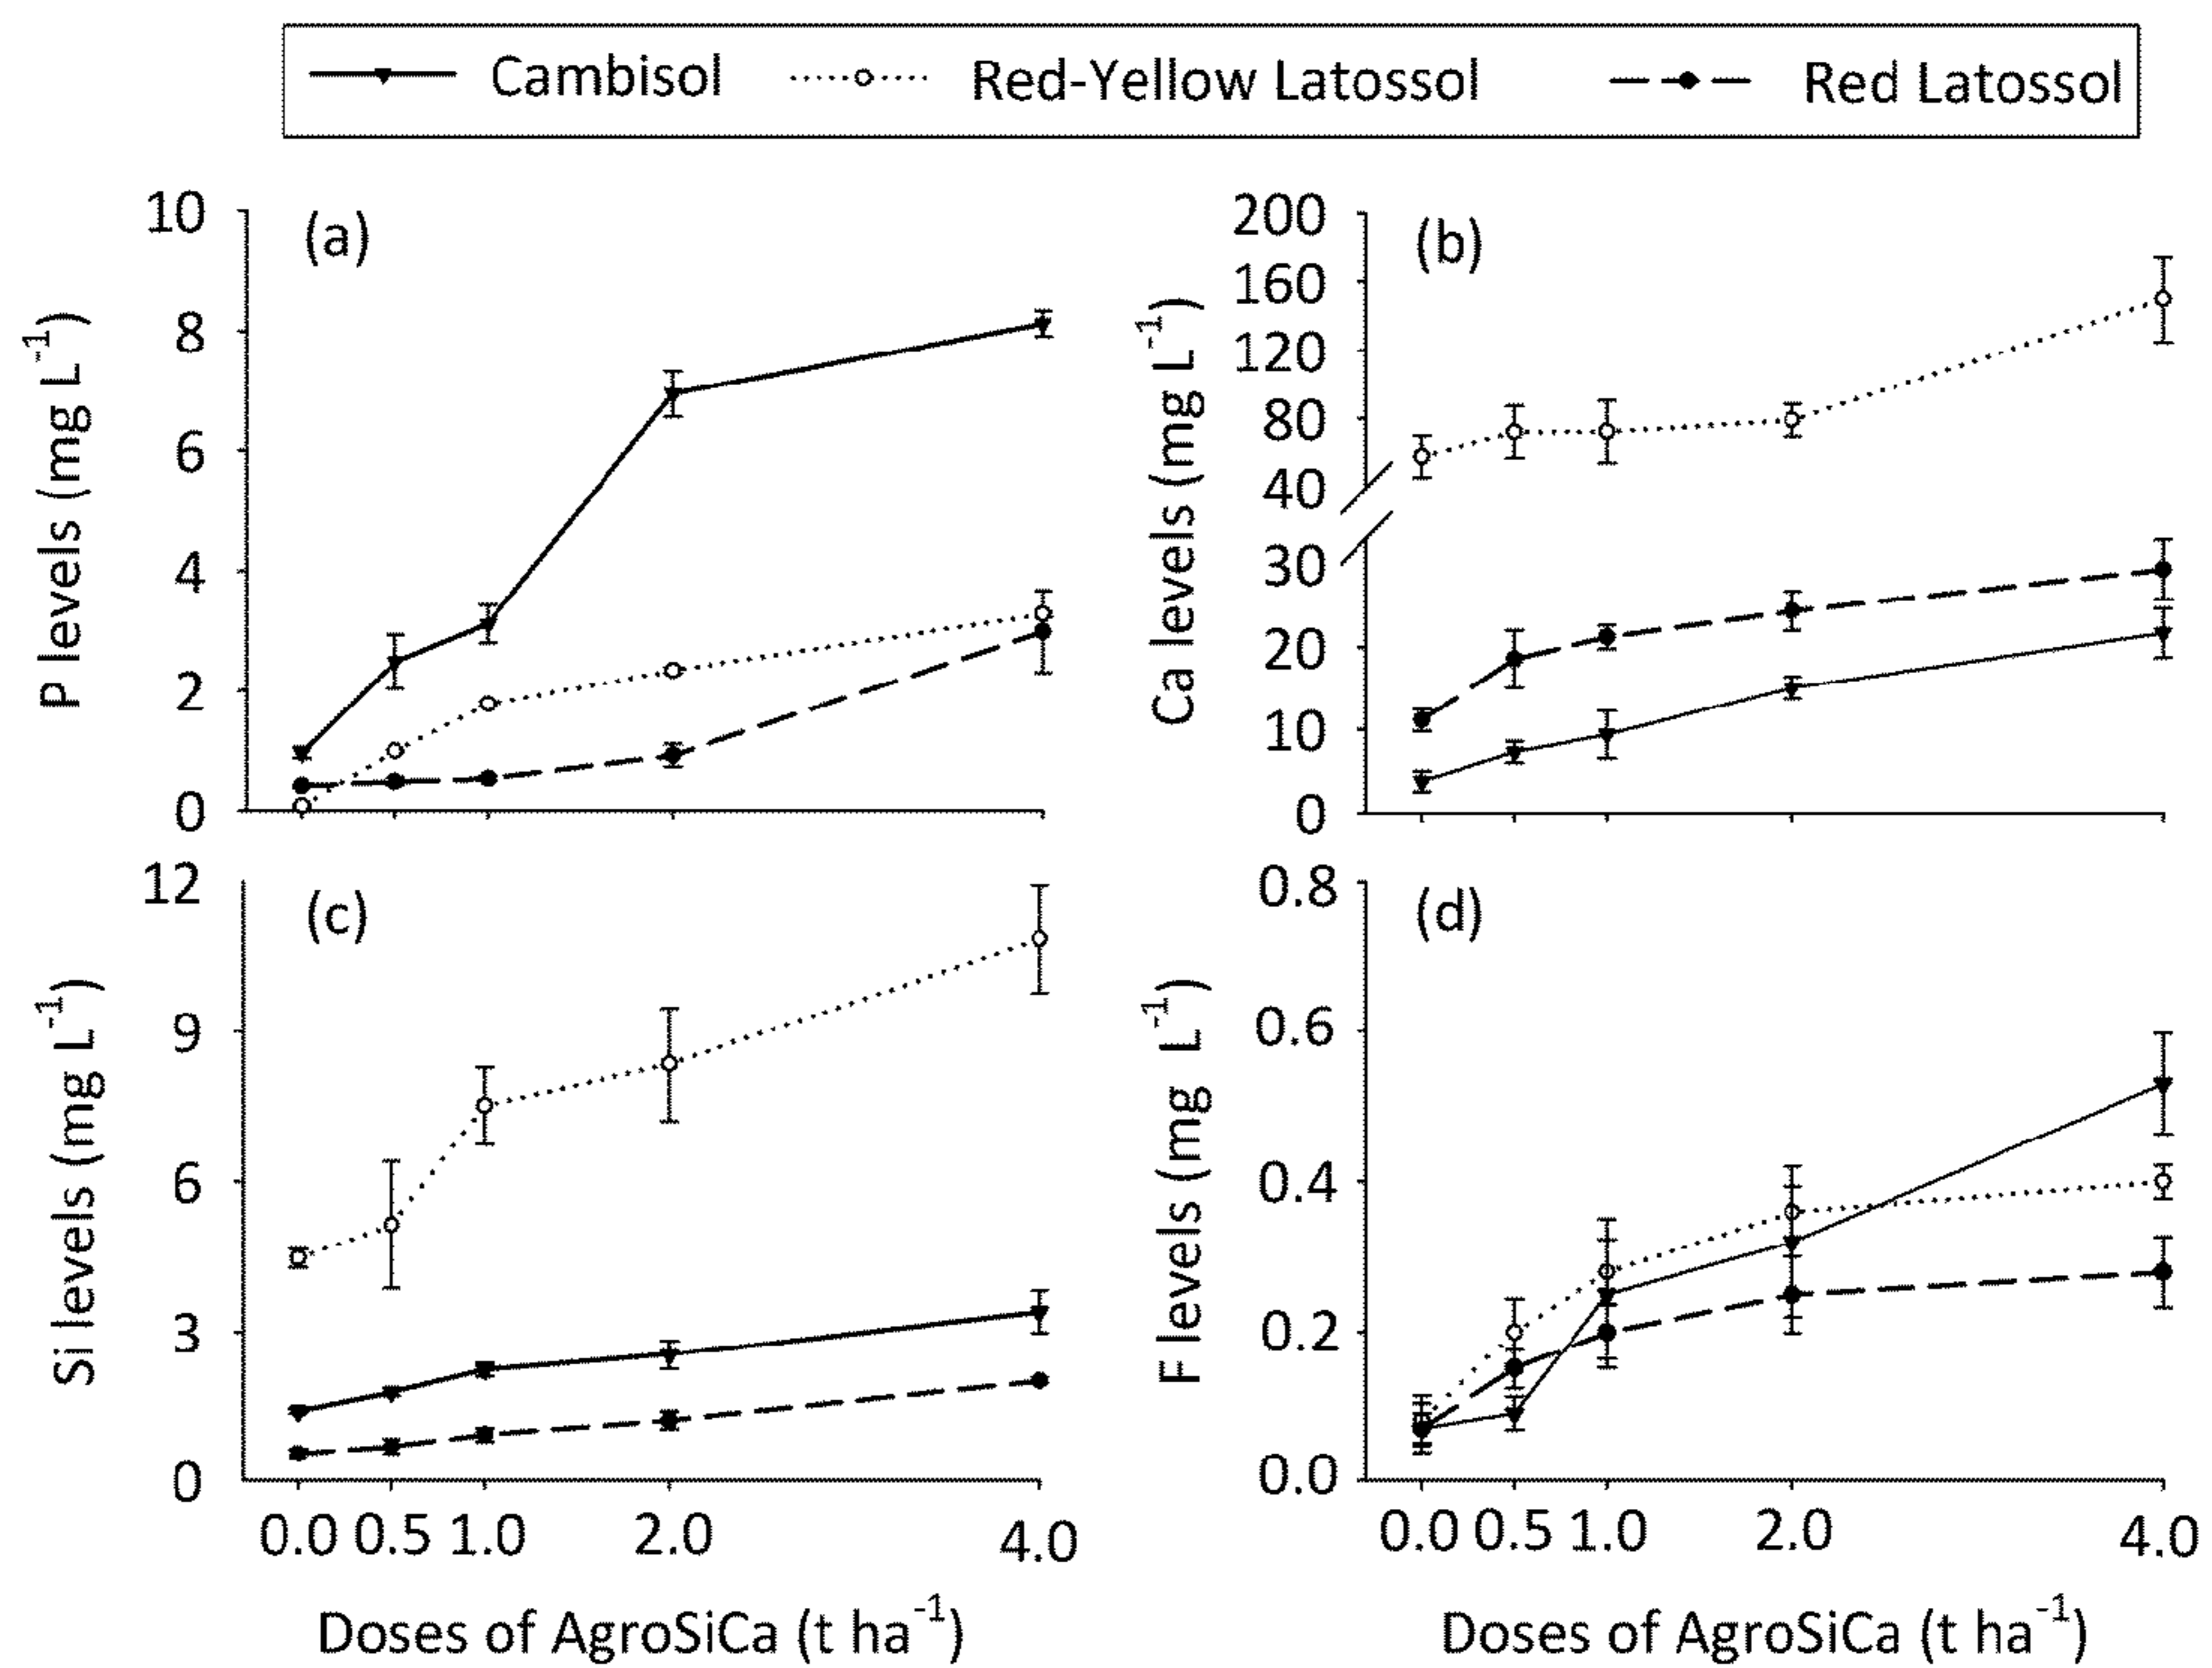 Cambisol Red-Yellow Latossol Red Latossol
(a)
10
8
6
4
2
0
P levels (mg L⁻¹)
(b)
200
160
120
80
40
30
20
10
0
Ca levels (mg L⁻¹)
(c)
12
9
6
3
0
Si levels (mg L⁻¹)
0.0 0.5 1.0 2.0 4.0
Doses of AgroSiCa (t ha⁻¹)
(d)
0.8
0.6
0.4
0.2
0.0
F levels (mg L⁻¹)
0.0 0.5 1.0 2.0 4.0
Doses of AgroSiCa (t ha⁻¹)